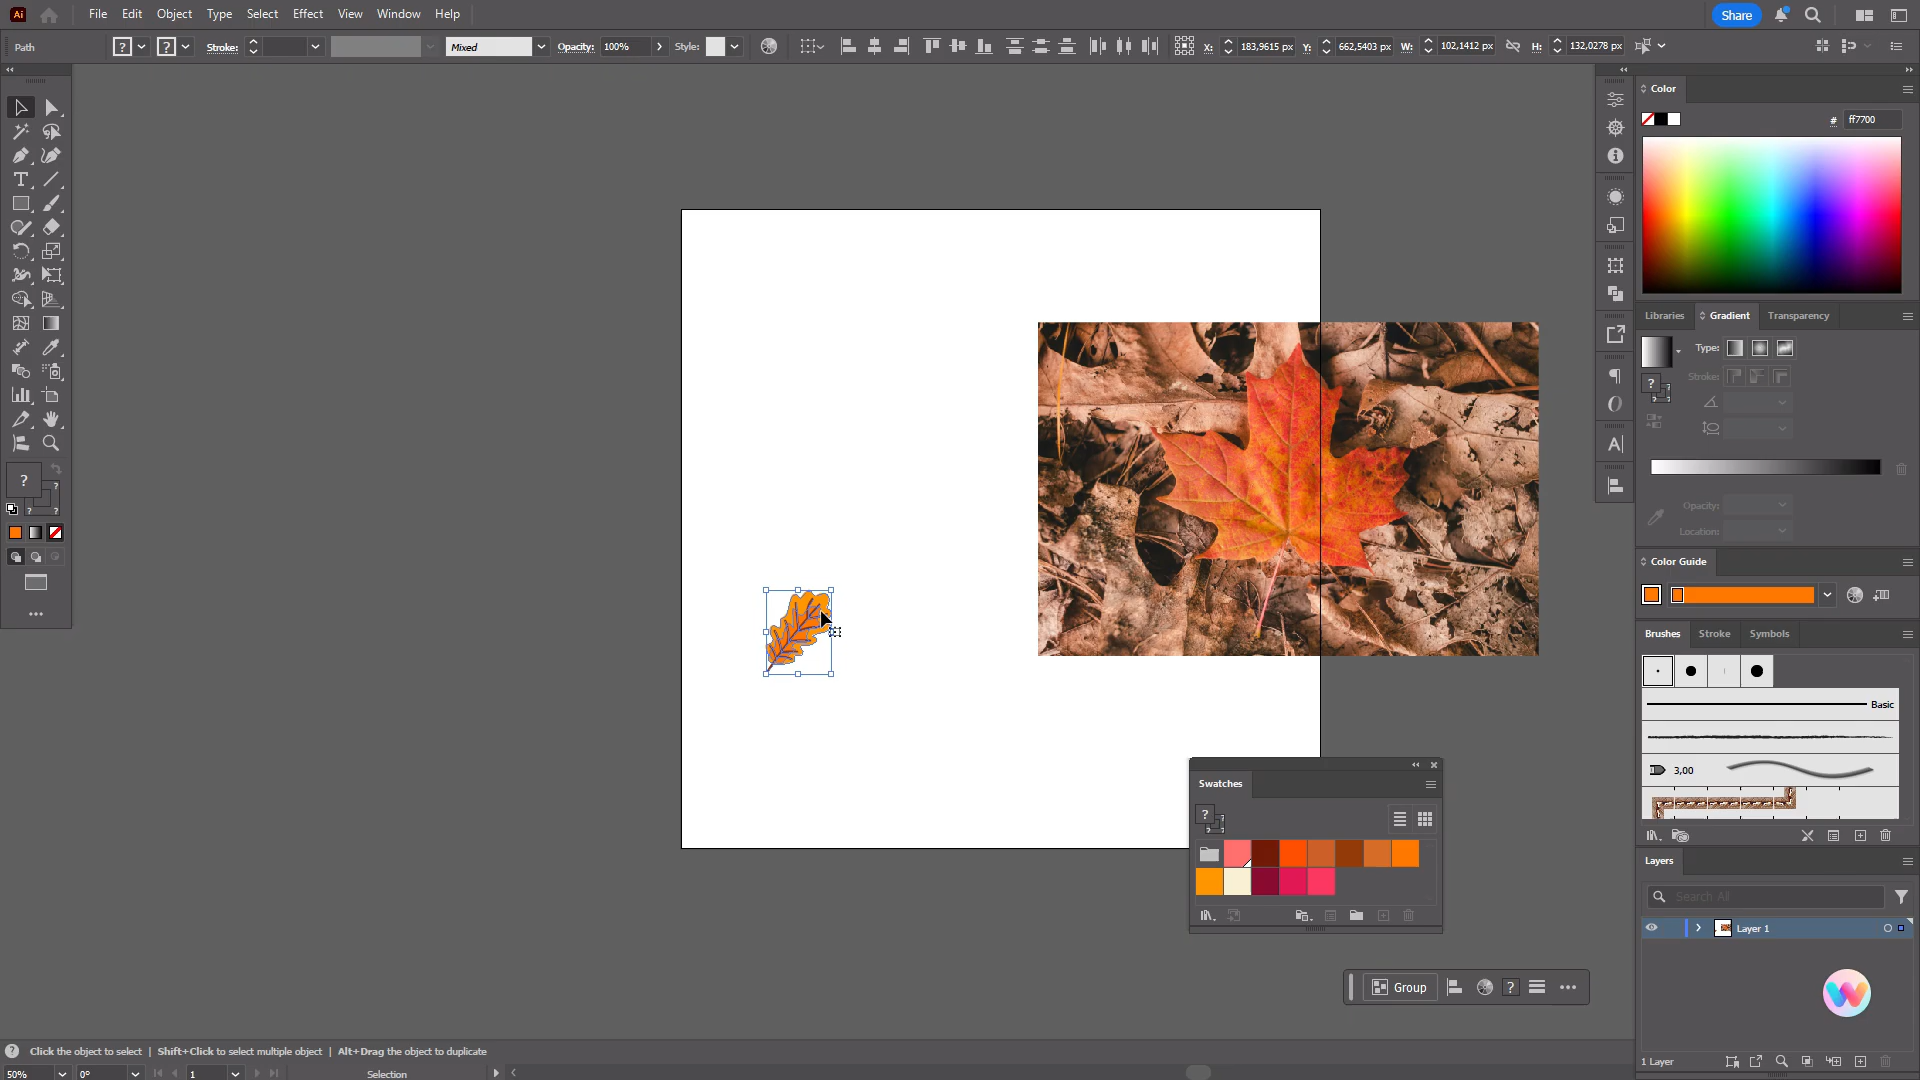 Ai File Edit Object Type Select Effect View Window Help Share
Path ? ? Stroke: Mixed Opacity: 100% Style: X: 183,9615 px Y: 662,5403 px W: 102,1412 px H: 132,0278 px
Color
# ff7700
Libraries Gradient Transparency
Type:
Stroke:
Opacity:
Location:
Color Guide
Brushes Stroke Symbols
Basic
3,00
Swatches
Layers
Search All
Layer 1
Group ?
1 Layer
? Click the object to select | Shift+Click to select multiple object | Alt+Drag the object to duplicate
50% 0° 1 Selection